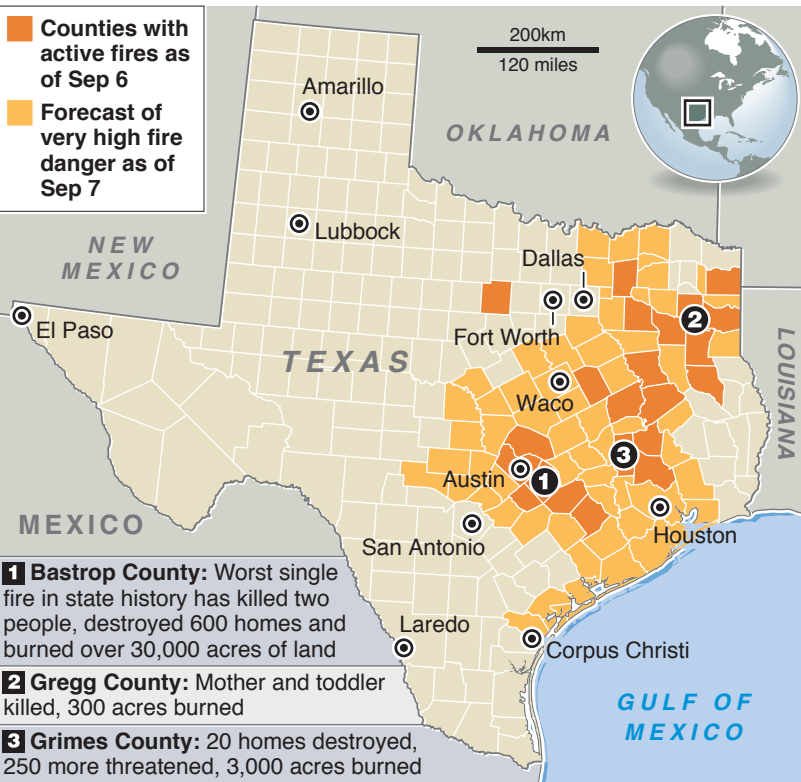 Counties with
active fires as
of Sep 6
Forecast of
very high fire
danger as of
Sep 7
200km
120 miles
OKLAHOMA
Amarillo
Lubbock
NEW
MEXICO
Dallas
El Paso
Fort Worth
2
TEXAS
LOUISIANA
Waco
3
Austin
1
MEXICO
San Antonio
Houston
1 Bastrop County: Worst single
fire in state history has killed two
people, destroyed 600 homes and
burned over 30,000 acres of land
Laredo
Corpus Christi
2 Gregg County: Mother and toddler
killed, 300 acres burned
GULF OF
MEXICO
3 Grimes County: 20 homes destroyed,
250 more threatened, 3,000 acres burned